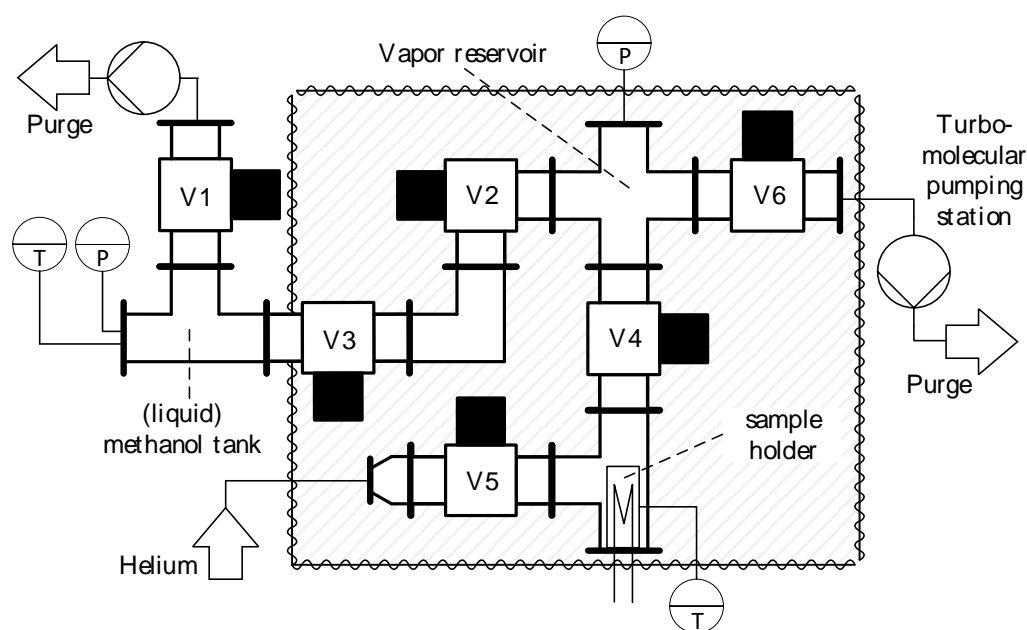 P
Vapor reservoir
Purge
Turbo-
molecular
pumping
station
V1
V2
V6
T
P
V3
V4
Purge
(liquid)
methanol tank
sample
holder
V5
Helium
T